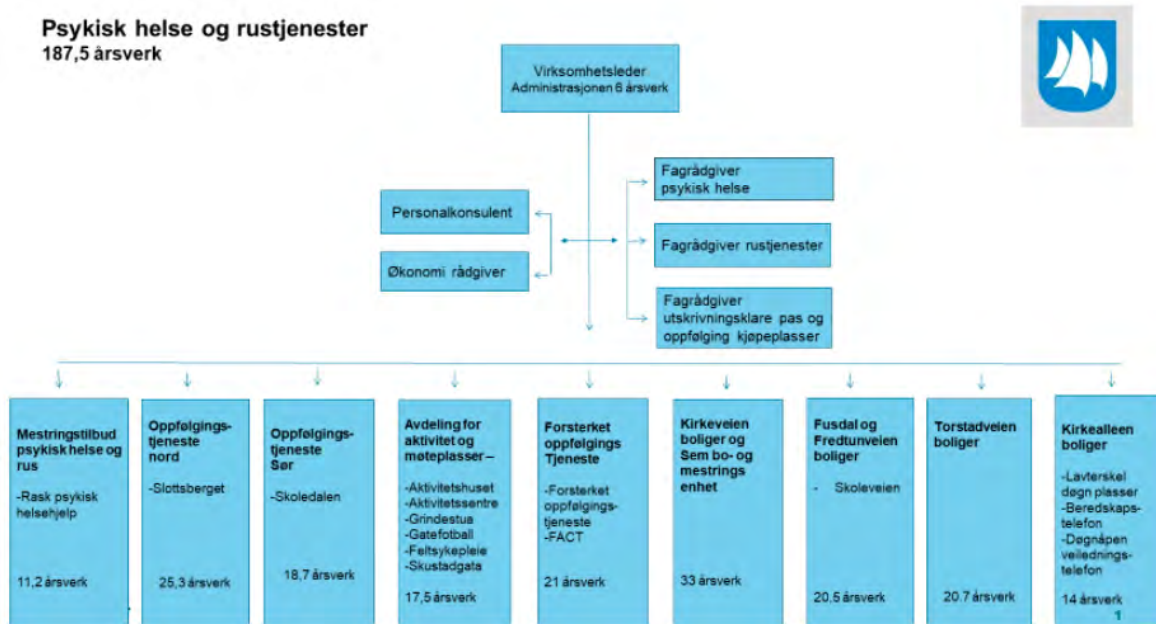 Psykisk helse og rustjenester
187,5 årsverk
Virksomhetsleder
Administrasjonen 6 årsverk
Personalkonsulent
Økonomi rådgiver
Fagrådgiver
psykisk helse
Fagrådgiver rustjenester
Fagrådgiver
utskrivningsklare pas og
oppfølging kjøpeplasser
Mestringstilbud
psykisk helse og
rus
-Rask psykisk
helsehjelp
11,2 årsverk
Oppfølgings-
tjeneste
nord
-Slottsberget
25,3 årsverk
Oppfølgings-
tjeneste
Sør
-Skoledalen
18,7 årsverk
Avdeling for
aktivitet og
møteplasser –
-Aktivitetshuset
-Aktivitetssentre
-Grindestua
-Gatefotball
-Feltsykepleie
-Skustadgata
17,5 årsverk
Forsterket
oppfølgings
Tjeneste
-Forsterket
oppfølgings-
tjeneste
-FACT
21 årsverk
Kirkeveien
boliger og
Sem bo- og
mestrings
enhet
33 årsverk
Fusdal og
Fredtunveien
boliger
- Skoleveien
20,5 årsverk
Torstadveien
boliger
20.7 årsverk
Kirkealleen
boliger
-Lavterskel
døgn plasser
-Beredskaps-
telefon
-Døgnåpen
veilednings-
telefon
14 årsverk
1